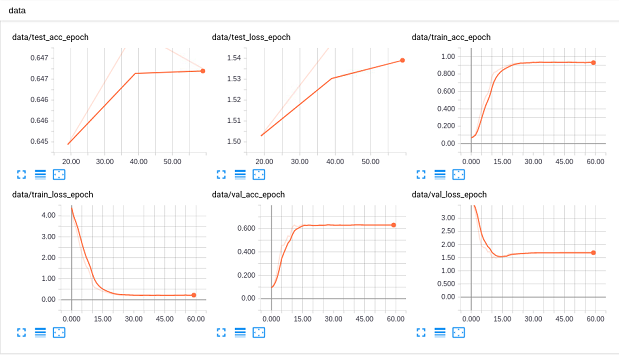 data
data/test_acc_epoch
data/test_loss_epoch
data/train_acc_epoch
0.647
0.647
0.646
0.646
0.645
20.00 30.00 40.00 50.00
1.54
1.53
1.52
1.51
1.50
20.00 30.00 40.00 50.00
1.00
0.800
0.600
0.400
0.200
0.00
0.000 15.00 30.00 45.00 60.00
data/train_loss_epoch
data/val_acc_epoch
data/val_loss_epoch
4.00
3.00
2.00
1.00
0.00
0.000 15.00 30.00 45.00 60.00
0.600
0.400
0.200
0.00
0.000 15.00 30.00 45.00 60.00
3.00
2.50
2.00
1.50
1.00
0.500
0.00
0.000 15.00 30.00 45.00 60.00